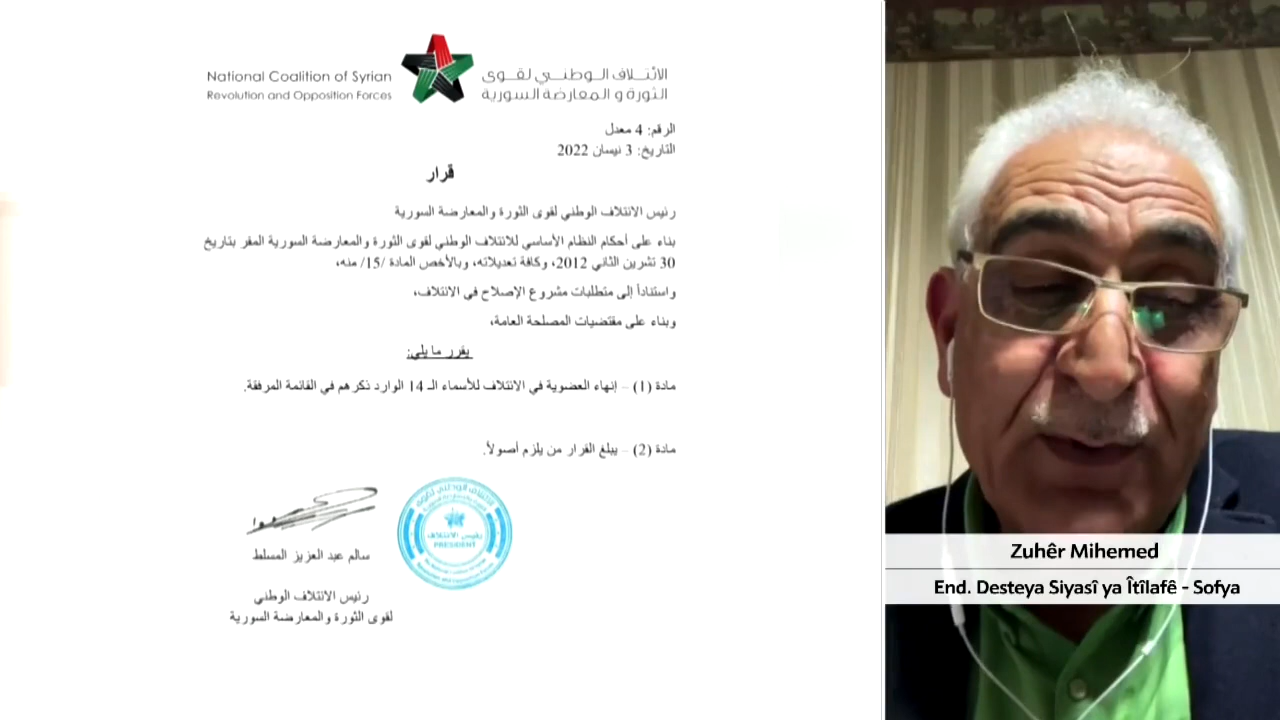 National Coalition of Syrian
Revolution and Opposition Forces
الائتلاف الوطني لقوى
الثورة و المعارضة السورية
الرقم: 4 معدل
التاريخ: 3 نيسان 2022
قرار
رئيس الائتلاف الوطني لقوى الثورة والمعارضة السورية
بناء على أحكام النظام الأساسي للائتلاف الوطني لقوى الثورة والمعارضة السورية المقر بتاريخ
30 تشرين الثاني 2012، وكافة تعديلاته، وبالأخص المادة /15/ منه،
واستناداً إلى متطلبات مشروع الإصلاح في الائتلاف،
وبناء على مقتضيات المصلحة العامة،
يقرر ما يلي:
مادة (1) – إنهاء العضوية في الائتلاف للأسماء الـ 14 الوارد ذكرهم في القائمة المرفقة.
مادة (2) – يبلغ القرار من يلزم أصولاً.
رئيس الائتلاف
PRESIDENT
سالم عبد العزيز المسلط
رئيس الائتلاف الوطني
لقوى الثورة والمعارضة السورية
Zuhêr Mihemed
End. Desteya Siyasî ya Îtîlafê - Sofya